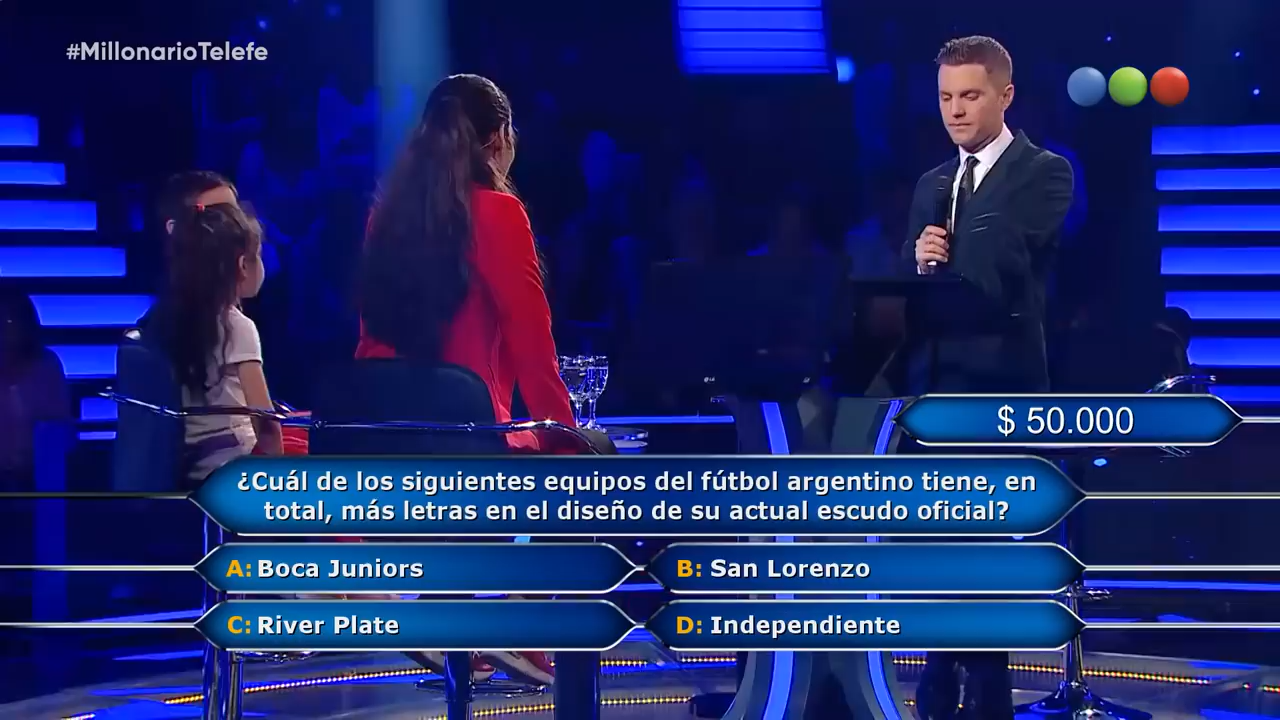 #MillonarioTelefe
$ 50.000
¿Cuál de los siguientes equipos del fútbol argentino tiene, en
total, más letras en el diseño de su actual escudo oficial?
A: Boca Juniors
B: San Lorenzo
C: River Plate
D: Independiente